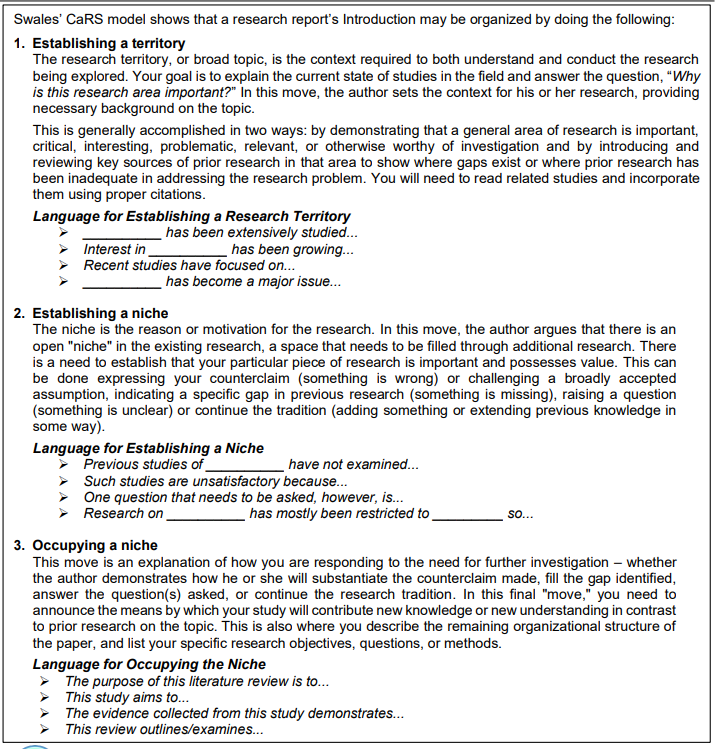 Swales' CaRS model shows that a research report's Introduction may be organized by doing the following:
1. Establishing a territory
The research territory, or broad topic, is the context required to both understand and conduct the research
being explored. Your goal is to explain the current state of studies in the field and answer the question, "Why
is this research area important?" In this move, the author sets the context for his or her research, providing
necessary background on the topic.
This is generally accomplished in two ways: by demonstrating that a general area of research is important,
critical, interesting, problematic, relevant, or otherwise worthy of investigation and by introducing and
reviewing key sources of prior research in that area to show where gaps exist or where prior research has
been inadequate in addressing the research problem. You will need to read related studies and incorporate
them using proper citations.
Language for Establishing a Research Territory
➢ __________ has been extensively studied...
➢ Interest in __________ has been growing...
➢ Recent studies have focused on...
➢ __________ has become a major issue...
2. Establishing a niche
The niche is the reason or motivation for the research. In this move, the author argues that there is an
open "niche" in the existing research, a space that needs to be filled through additional research. There
is a need to establish that your particular piece of research is important and possesses value. This can
be done expressing your counterclaim (something is wrong) or challenging a broadly accepted
assumption, indicating a specific gap in previous research (something is missing), raising a question
(something is unclear) or continue the tradition (adding something or extending previous knowledge in
some way).
Language for Establishing a Niche
➢ Previous studies of __________ have not examined...
➢ Such studies are unsatisfactory because...
➢ One question that needs to be asked, however, is...
➢ Research on __________ has mostly been restricted to _________ so...
3. Occupying a niche
This move is an explanation of how you are responding to the need for further investigation – whether
the author demonstrates how he or she will substantiate the counterclaim made, fill the gap identified,
answer the question(s) asked, or continue the research tradition. In this final "move," you need to
announce the means by which your study will contribute new knowledge or new understanding in contrast
to prior research on the topic. This is also where you describe the remaining organizational structure of
the paper, and list your specific research objectives, questions, or methods.
Language for Occupying the Niche
➢ The purpose of this literature review is to...
➢ This study aims to...
➢ The evidence collected from this study demonstrates...
➢ This review outlines/examines...